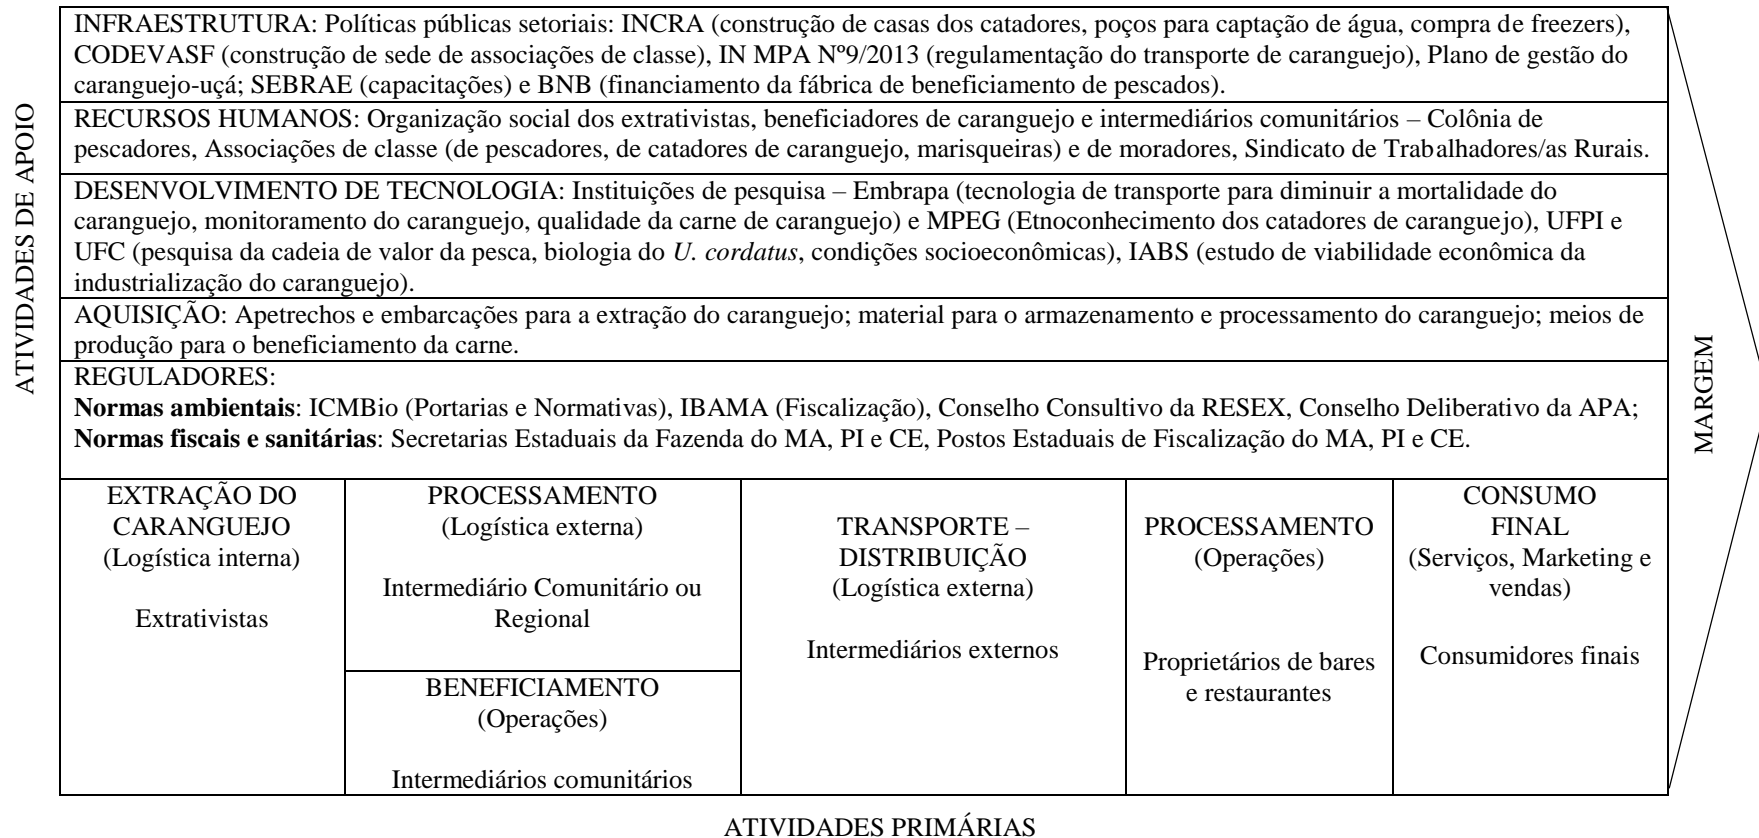 INFRAESTRUTURA: Políticas públicas setoriais: INCRA (construção de casas dos catadores, poços para captação de água, compra de freezers),
CODEVASF (construção de sede de associações de classe), IN MPA Nº9/2013 (regulamentação do transporte de caranguejo), Plano de gestão do
caranguejo-uçá; SEBRAE (capacitações) e BNB (financiamento da fábrica de beneficiamento de pescados).
RECURSOS HUMANOS: Organização social dos extrativistas, beneficiadores de caranguejo e intermediários comunitários – Colônia de
pescadores, Associações de classe (de pescadores, de catadores de caranguejo, marisqueiras) e de moradores, Sindicato de Trabalhadores/as Rurais.
DESENVOLVIMENTO DE TECNOLOGIA: Instituições de pesquisa – Embrapa (tecnologia de transporte para diminuir a mortalidade do
caranguejo, monitoramento do caranguejo, qualidade da carne de caranguejo) e MPEG (Etnoconhecimento dos catadores de caranguejo), UFPI e
UFC (pesquisa da cadeia de valor da pesca, biologia do U. cordatus, condições socioeconômicas), IABS (estudo de viabilidade econômica da
industrialização do caranguejo).
AQUISIÇÃO: Apetrechos e embarcações para a extração do caranguejo; material para o armazenamento e processamento do caranguejo; meios de
produção para o beneficiamento da carne.
REGULADORES:
Normas ambientais: ICMBio (Portarias e Normativas), IBAMA (Fiscalização), Conselho Consultivo da RESEX, Conselho Deliberativo da APA;
Normas fiscais e sanitárias: Secretarias Estaduais da Fazenda do MA, PI e CE, Postos Estaduais de Fiscalização do MA, PI e CE.
ATIVIDADES DE APOIO
EXTRAÇÃO DO
CARANGUEJO
(Logística interna)
Extrativistas
PROCESSAMENTO
(Logística externa)
Intermediário Comunitário ou
Regional
BENEFICIAMENTO
(Operações)
Intermediários comunitários
TRANSPORTE –
DISTRIBUIÇÃO
(Logística externa)
Intermediários externos
PROCESSAMENTO
(Operações)
Proprietários de bares
e restaurantes
CONSUMO
FINAL
(Serviços, Marketing e
vendas)
Consumidores finais
MARGEM
ATIVIDADES PRIMÁRIAS